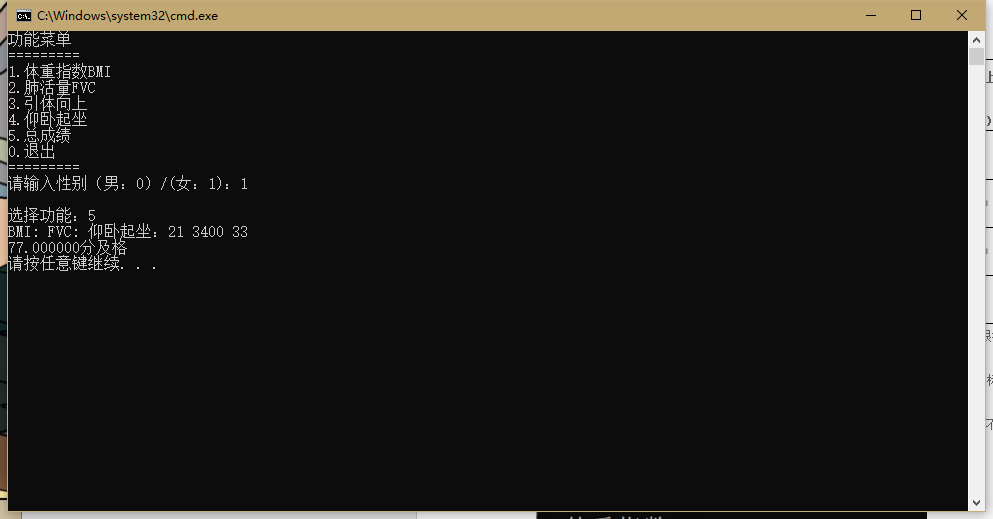 C:\Windows\system32\cmd.exe
功能菜单
=========
1.体重指数BMI
2.肺活量FVC
3.引体向上
4.仰卧起坐
5.总成绩
0.退出
=========
请输入性别（男：0）/(女：1)：1
选择功能：5
BMI: FVC: 仰卧起坐：21 3400 33
77.000000分及格
请按任意键继续. . .